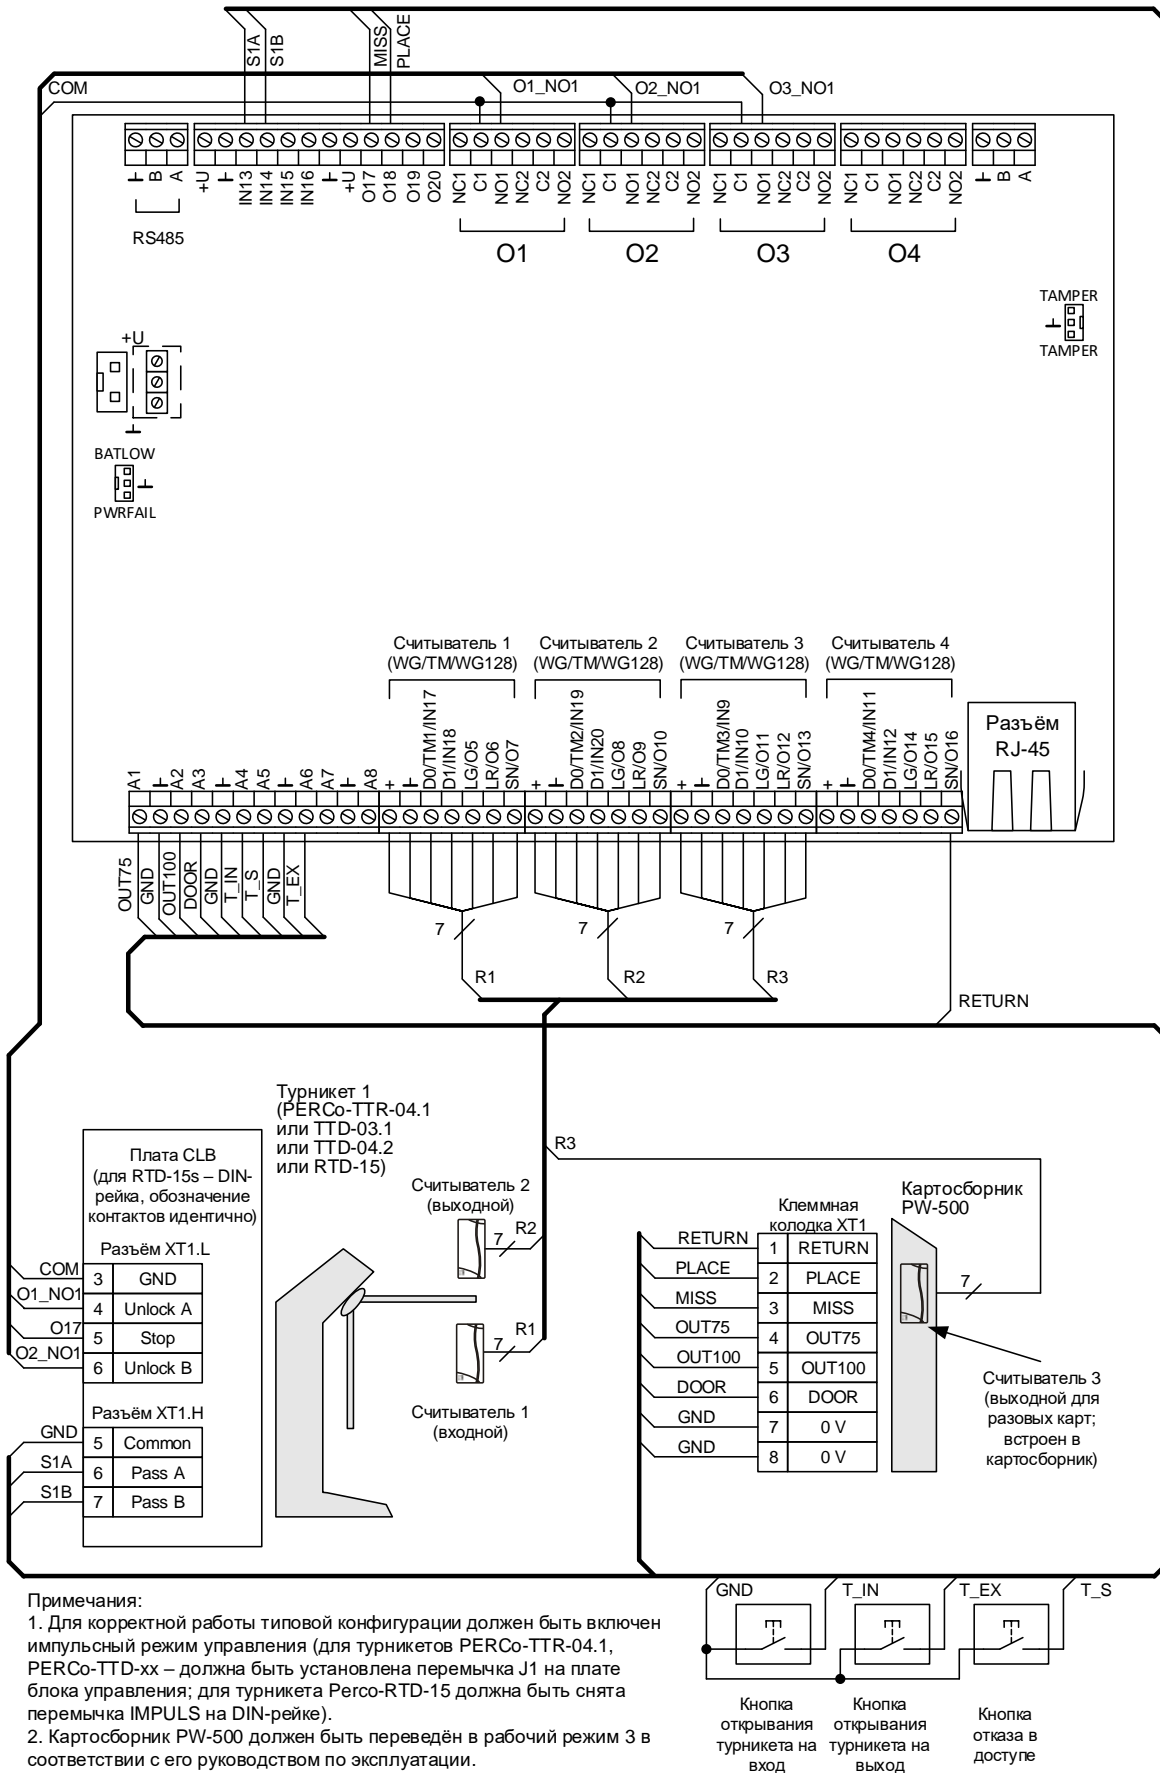 S1A
S1B
MISS
PLACE
COM
O1_NO1
O2_NO1
O3_NO1
B
A
+U
IN13
IN14
IN15
IN16
+U
O17
O18
O19
O20
NC1
C1
NO1
NC2
C2
NO2
NC1
C1
NO1
NC2
C2
NO2
NC1
C1
NO1
NC2
C2
NO2
NC1
C1
NO1
NC2
C2
NO2
B
A
RS485
O1
O2
O3
O4
TAMPER
TAMPER
+U
BATLOW
PWRFAIL
Считыватель 1
(WG/TM/WG128)
Считыватель 2
(WG/TM/WG128)
Считыватель 3
(WG/TM/WG128)
Считыватель 4
(WG/TM/WG128)
Разъём
RJ-45
A1
A2
A3
A4
A5
A6
A7
A8
+
D0/TM1/IN17
D1/IN18
LG/O5
LR/O6
SN/O7
+
D0/TM2/IN19
D1/IN20
LG/O8
LR/O9
SN/O10
+
D0/TM3/IN9
D1/IN10
LG/O11
LR/O12
SN/O13
+
D0/TM4/IN11
D1/IN12
LG/O14
LR/O15
SN/O16
OUT75
GND
OUT100
DOOR
GND
T_IN
T_S
GND
T_EX
7
7
7
R1
R2
R3
RETURN
Турникет 1
(PERCo-TTR-04.1
или TTD-03.1
или TTD-04.2
или RTD-15)
Плата CLB
(для RTD-15s – DIN-
рейка, обозначение
контактов идентично)
Разъём XT1.L
COM
3 GND
O1_NO1
4 Unlock A
O17
5 Stop
O2_NO1
6 Unlock B
Разъём XT1.H
GND
5 Common
S1A
6 Pass A
S1B
7 Pass B
Считыватель 2
(выходной)
7
R2
7
R1
Считыватель 1
(входной)
R3
Клеммная
колодка XT1
RETURN
1 RETURN
PLACE
2 PLACE
MISS
3 MISS
OUT75
4 OUT75
OUT100
5 OUT100
DOOR
6 DOOR
GND
7 0 V
GND
8 0 V
Картосборник
PW-500
7
Считыватель 3
(выходной для
разовых карт;
встроен в
картосборник)
Примечания:
1. Для корректной работы типовой конфигурации должен быть включен
импульсный режим управления (для турникетов PERCo-TTR-04.1,
PERCo-TTD-xx – должна быть установлена перемычка J1 на плате
блока управления; для турникета Perco-RTD-15 должна быть снята
перемычка IMPULS на DIN-рейке).
2. Картосборник PW-500 должен быть переведён в рабочий режим 3 в
соответствии с его руководством по эксплуатации.
GND
T_IN
T_EX
T_S
Кнопка
открывания
турникета на
вход
Кнопка
открывания
турникета на
выход
Кнопка
отказа в
доступе